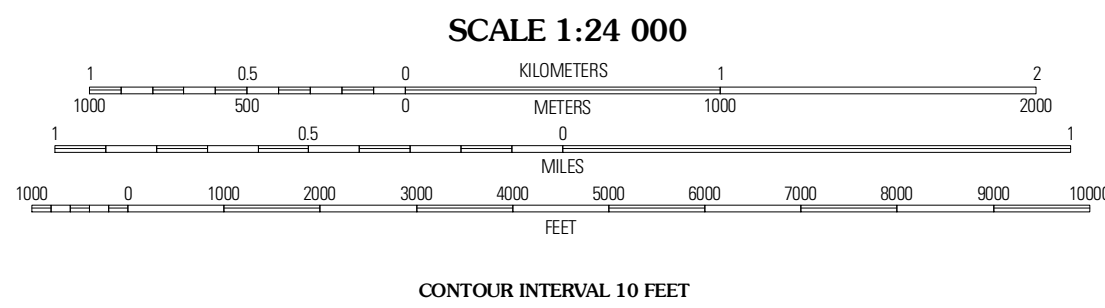 SCALE 1:24 000
1 0.5 0 KILOMETERS 1 2
1000 500 0 METERS 1000 2000
1 0.5 0 1
MILES
1000 0 1000 2000 3000 4000 5000 6000 7000 8000 9000 10000
FEET
CONTOUR INTERVAL 10 FEET